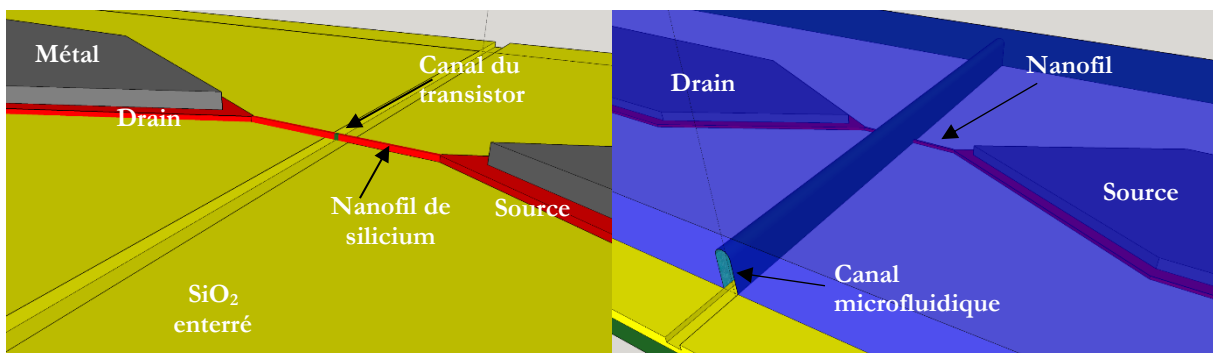 Métal
Canal du
transistor
Drain
Nanofil de
silicium
Source
SiO₂
enterré
Nanofil
Drain
Source
Canal
microfluidique